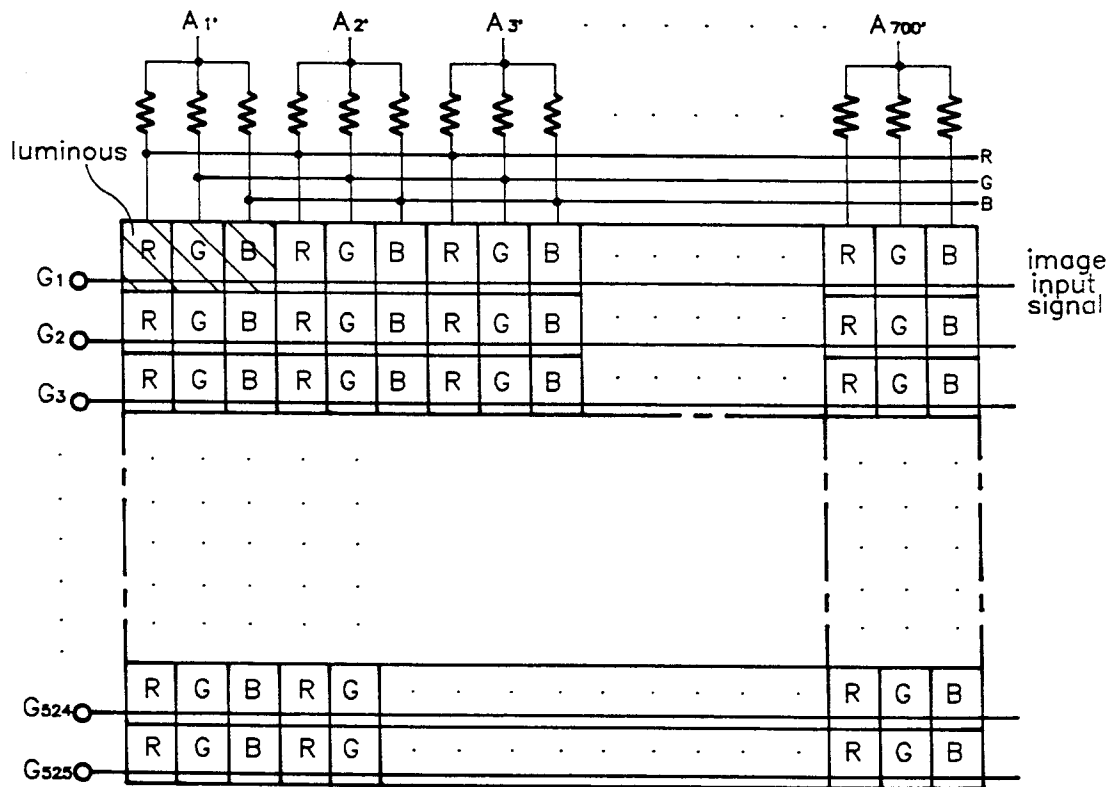 A1' A2' A3' A700'
luminous
R
G
B
R G B R G B R G B R G B
G1
image
input
signal
R G B R G B R G B R G B
G2
R G B R G B R G B R G B
G3
R G B R G R G B
G524
R G B R G R G B
G525